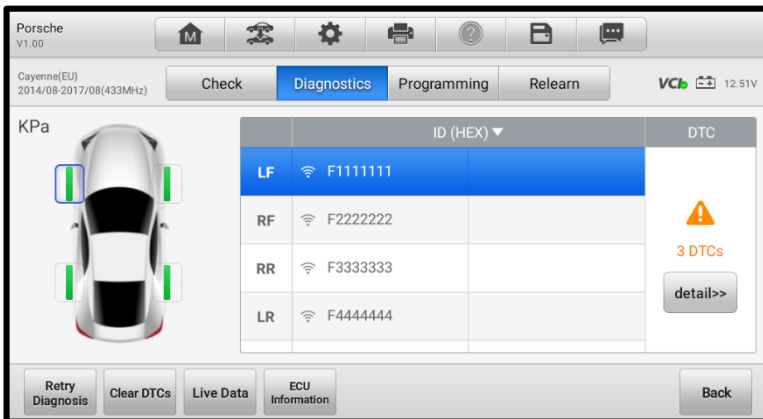 Porsche
V1.00
M
?
Cayenne(EU)
2014/08-2017/08(433MHz)
Check
Diagnostics
Programming
Relearn
VCb
12.51V
KPa
ID (HEX) ▼
DTC
LF F1111111
RF F2222222
RR F3333333
LR F4444444
3 DTCs
detail>>
Retry
Diagnosis
Clear DTCs
Live Data
ECU
Information
Back